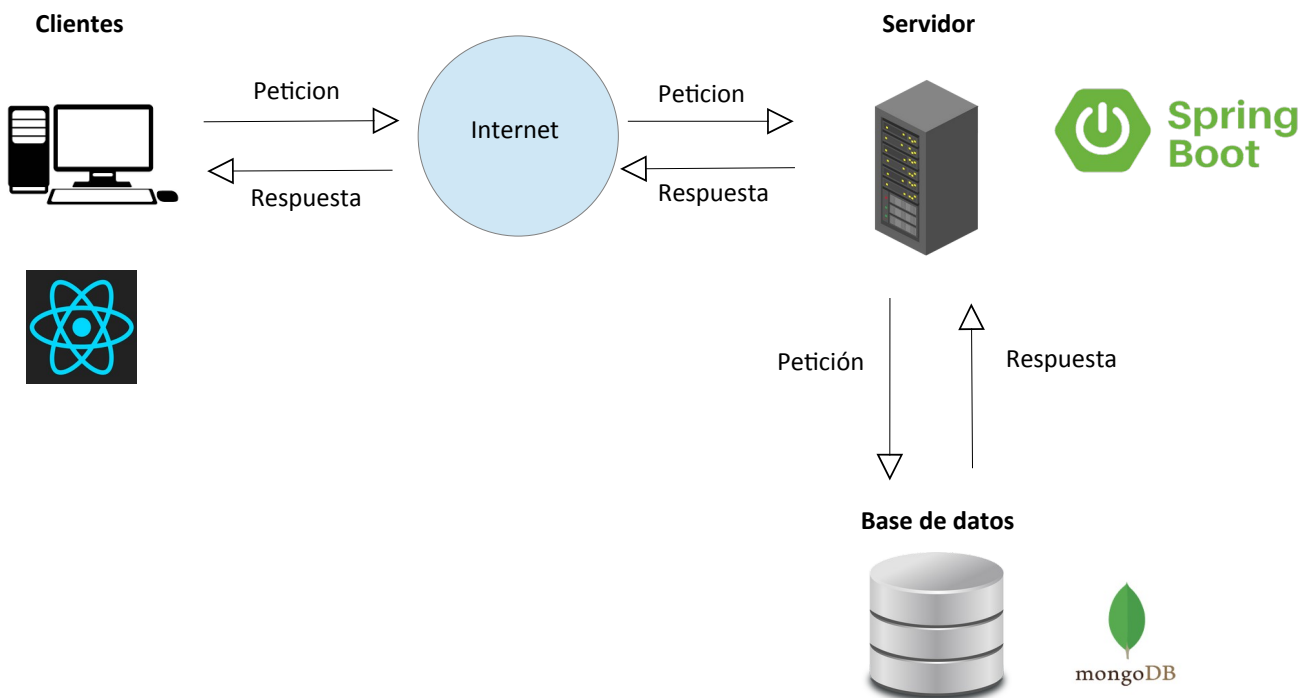 Clientes
Servidor
Peticion
Peticion
Internet
Respuesta
Respuesta
Spring
Boot
Petición
Respuesta
Base de datos
mongoDB